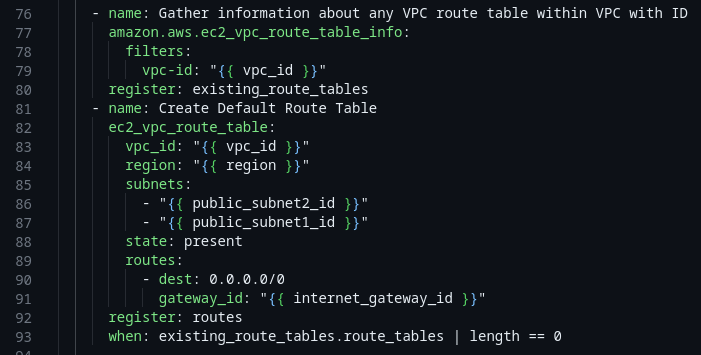 76 - name: Gather information about any VPC route table within VPC with ID
77 amazon.aws.ec2_vpc_route_table_info:
78 filters:
79 vpc-id: "{{ vpc_id }}"
80 register: existing_route_tables
81 - name: Create Default Route Table
82 ec2_vpc_route_table:
83 vpc_id: "{{ vpc_id }}"
84 region: "{{ region }}"
85 subnets:
86 - "{{ public_subnet2_id }}"
87 - "{{ public_subnet1_id }}"
88 state: present
89 routes:
90 - dest: 0.0.0.0/0
91 gateway_id: "{{ internet_gateway_id }}"
92 register: routes
93 when: existing_route_tables.route_tables | length == 0